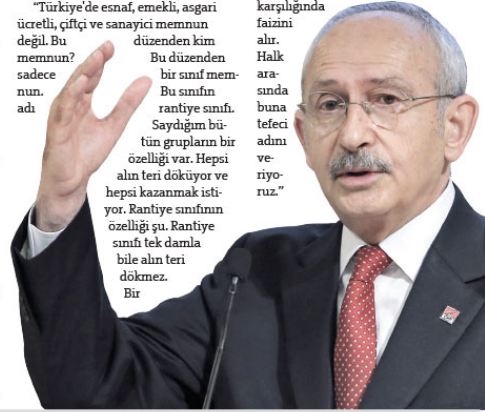 “Türkiye'de esnaf, emekli, asgari
ücretli, çiftçi ve sanayici memnun
değil. Bu düzenden kim
memnun? Bu düzenden
sadece bir sınıf mem-
nun. Bu sınıfın
adı rantiye sınıfı.
Saydığım bü-
tün grupların bir
özelliği var. Hepsi
alın teri döküyor ve
hepsi kazanmak isti-
yor. Rantiye sınıfının
özelliği şu. Rantiye
sınıfı tek damla
bile alın teri
dökmez.
Bir
karşılığında
faizini
alır.
Halk
ara-
sında
buna
tefeci
adını
ve-
riyo-
ruz.”